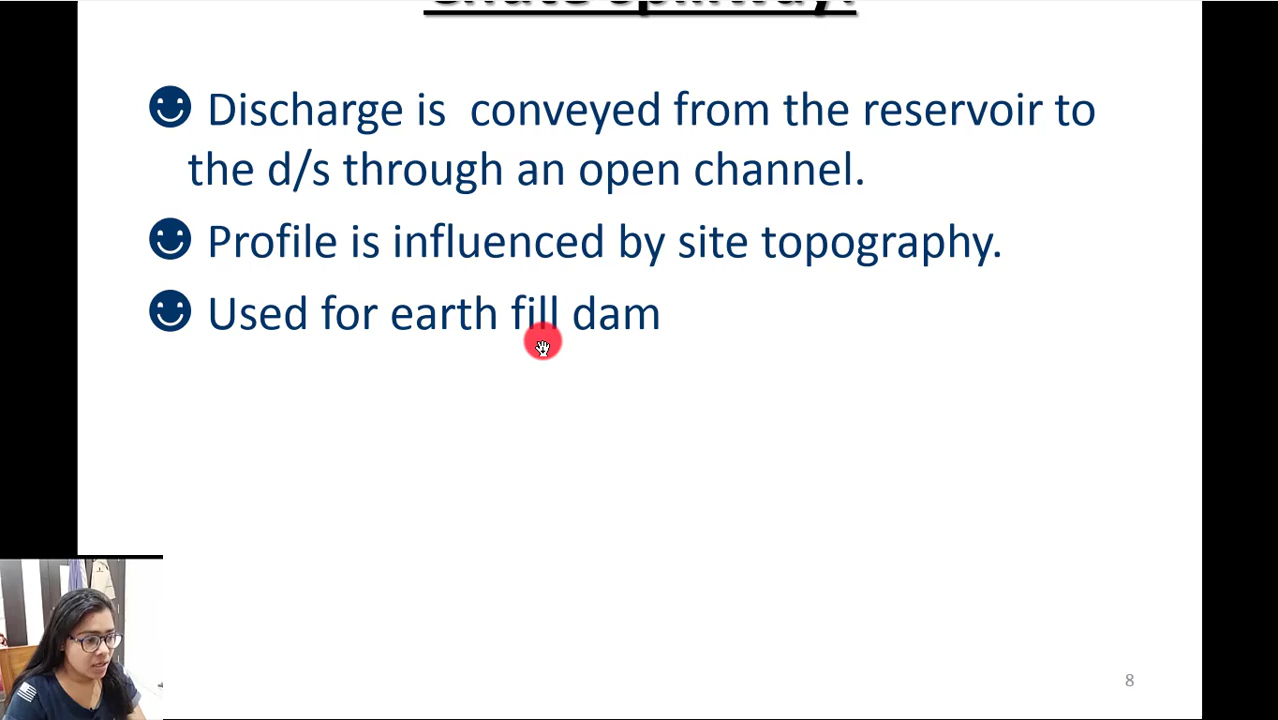 Discharge is conveyed from the reservoir to
the d/s through an open channel.
Profile is influenced by site topography.
Used for earth fill dam
8